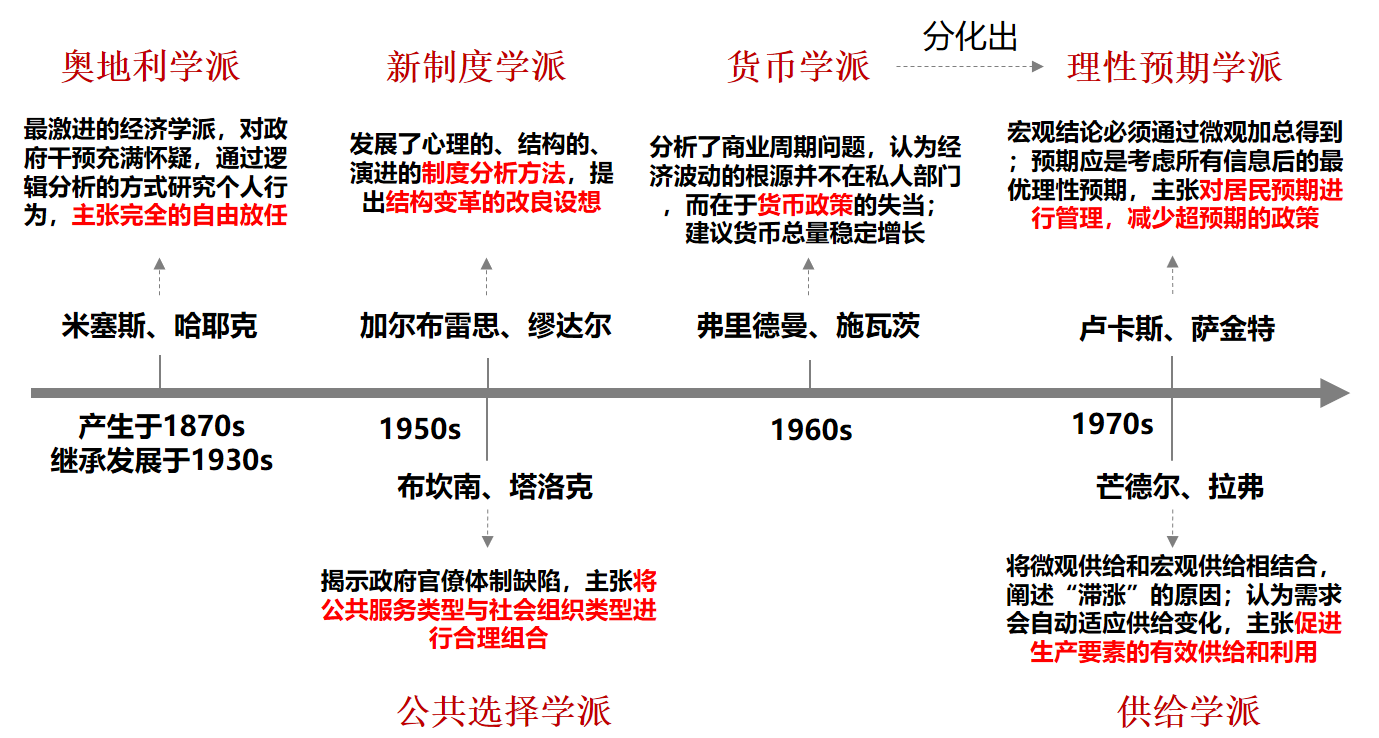 分化出
奥地利学派
新制度学派
货币学派
理性预期学派
最激进的经济学派，对政
府干预充满怀疑，通过逻
辑分析的方式研究个人行
为，主张完全的自由放任
发展了心理的、结构的、
演进的制度分析方法，提
出结构变革的改良设想
分析了商业周期问题，认为经
济波动的根源并不在私人部门
，而在于货币政策的失当；
建议货币总量稳定增长
宏观结论必须通过微观加总得到
；预期应是考虑所有信息后的最
优理性预期，主张对居民预期进
行管理，减少超预期的政策
米塞斯、哈耶克
加尔布雷思、缪达尔
弗里德曼、施瓦茨
卢卡斯、萨金特
产生于1870s
继承发展于1930s
1950s
1960s
1970s
布坎南、塔洛克
芒德尔、拉弗
揭示政府官僚体制缺陷，主张将
公共服务类型与社会组织类型进
行合理组合
将微观供给和宏观供给相结合，
阐述“滞涨”的原因；认为需求
会自动适应供给变化，主张促进
生产要素的有效供给和利用
公共选择学派
供给学派